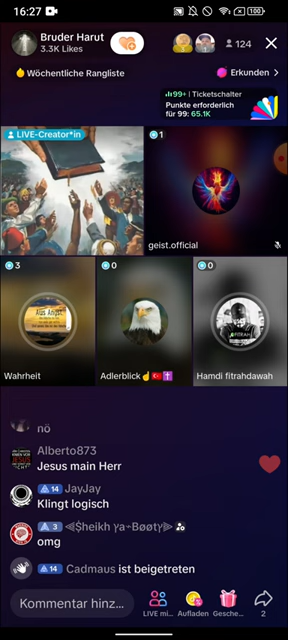 16:27
100
Bruder Harut
3.3K Likes
124
Wöchentliche Rangliste
Erkunden
99+ | Ticketschalter
Punkte erforderlich
für 99: 65.1K
LIVE-Creator*in
1
geist.official
3
Wahrheit
0
Adlerblick
0
FITRAH
Hamdi fitrahdawah
nö
Alberto873
Jesus main Herr
14 JayJay
Klingt logisch
3
omg
14 Cadmaus ist beigetreten
Kommentar hinz...
LIVE mi...
Aufladen
Gesche...
2